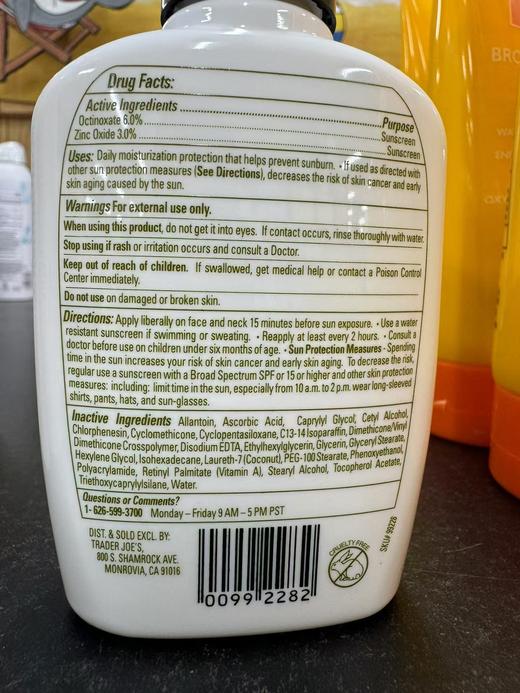 Drug Facts:
Active Ingredients ........ Purpose
Octinoxate 6.0% ........ Sunscreen
Zinc Oxide 3.0% ........ Sunscreen
Uses: Daily moisturization protection that helps prevent sunburn. • If used as directed with
other sun protection measures (See Directions), decreases the risk of skin cancer and early
skin aging caused by the sun.
Warnings For external use only.
When using this product, do not get it into eyes. If contact occurs, rinse thoroughly with water.
Stop using if rash or irritation occurs and consult a Doctor.
Keep out of reach of children. If swallowed, get medical help or contact a Poison Control
Center immediately.
Do not use on damaged or broken skin.
Directions: Apply liberally on face and neck 15 minutes before sun exposure. • Use a water
resistant sunscreen if swimming or sweating. • Reapply at least every 2 hours. • Consult a
doctor before use on children under six months of age. • Sun Protection Measures - Spending
time in the sun increases your risk of skin cancer and early skin aging. To decrease the risk,
regular use a sunscreen with a Broad Spectrum SPF or 15 or higher and other skin protection
measures: including: limit time in the sun, especially from 10 a.m. to 2 p.m. wear long-sleeved
shirts, pants, hats, and sun-glasses.
Inactive Ingredients Allantoin, Ascorbic Acid, Caprylyl Glycol, Cetyl Alcohol,
Chlorphenesin, Cyclomethicone, Cyclopentasiloxane, C13-14 Isoparaffin, Dimethicone/Vinyl
Dimethicone Crosspolymer, Disodium EDTA, Ethylhexylglycerin, Glycerin, Glyceryl Stearate,
Hexylene Glycol, Isohexadecane, Laureth-7 (Coconut), PEG-100 Stearate, Phenoxyethanol,
Polyacrylamide, Retinyl Palmitate (Vitamin A), Stearyl Alcohol, Tocopherol Acetate,
Triethoxycaprylylsilane, Water.
Questions or Comments?
1- 626-599-3700 Monday – Friday 9 AM – 5 PM PST
DIST. & SOLD EXCL. BY:
TRADER JOE'S,
800 S. SHAMROCK AVE.
MONROVIA, CA 91016
0099 2282
CRUELTY FREE
SKU# 99228
BRO